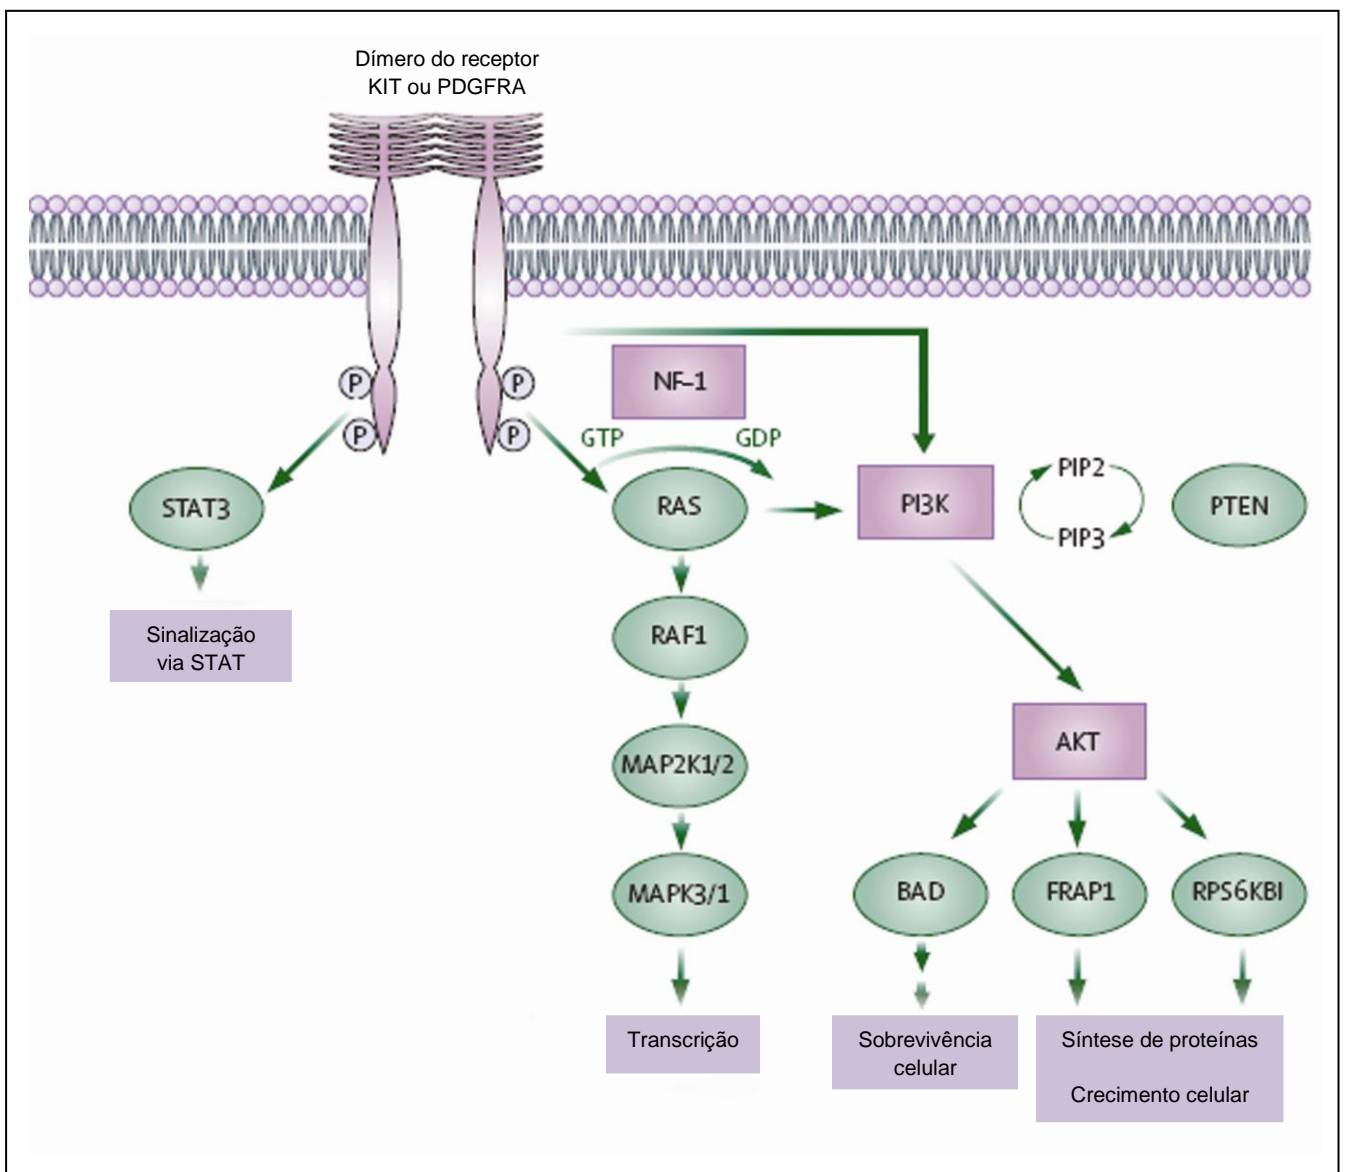 Dímero do receptor
KIT ou PDGFRA
P
P
P
P
NF-1
GTP
GDP
STAT3
RAS
PI3K
PIP2
PIP3
PTEN
Sinalização
via STAT
RAF1
MAP2K1/2
AKT
MAPK3/1
BAD
FRAP1
RPS6KBI
Transcrição
Sobrevivência
celular
Síntese de proteínas
Crecimento celular